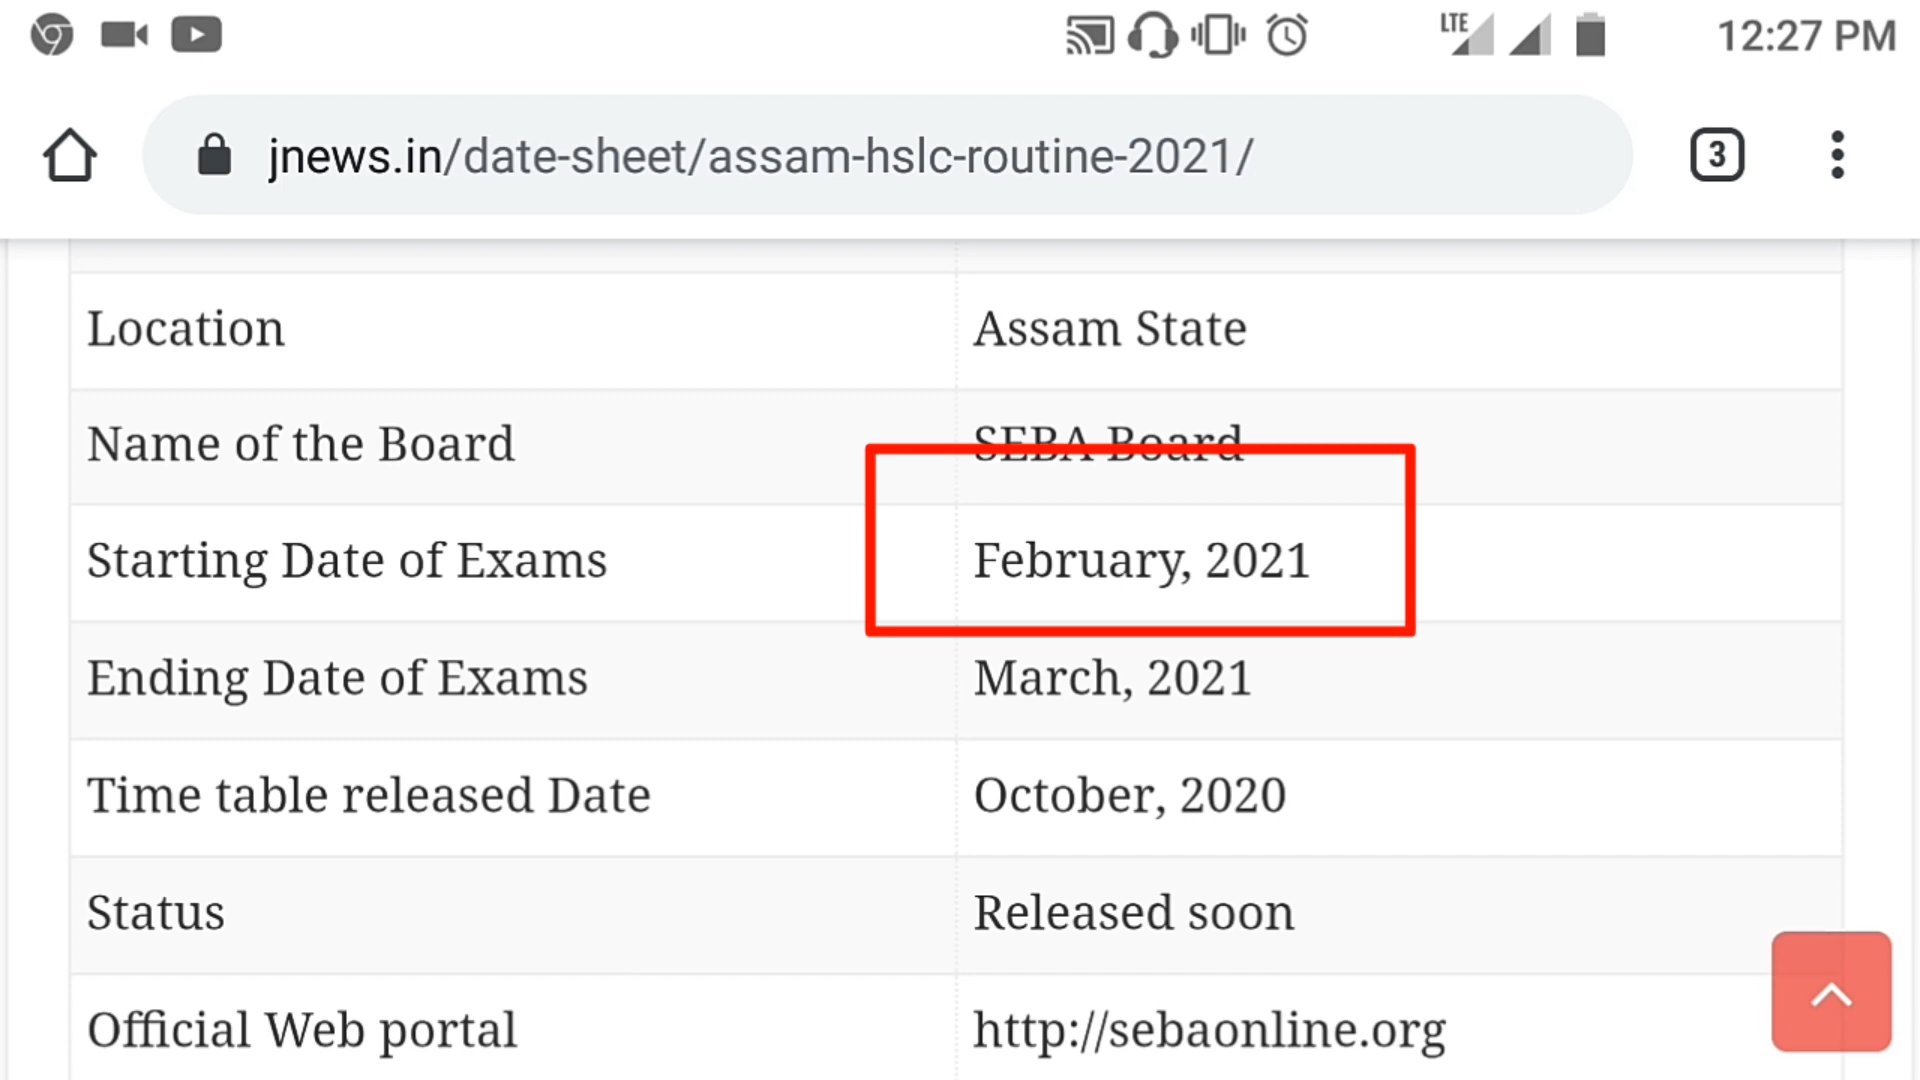 LTE 12:27 PM
jnews.in/date-sheet/assam-hslc-routine-2021/ 3
Location Assam State
Name of the Board SEBA Board
Starting Date of Exams February, 2021
Ending Date of Exams March, 2021
Time table released Date October, 2020
Status Released soon
Official Web portal http://sebaonline.org